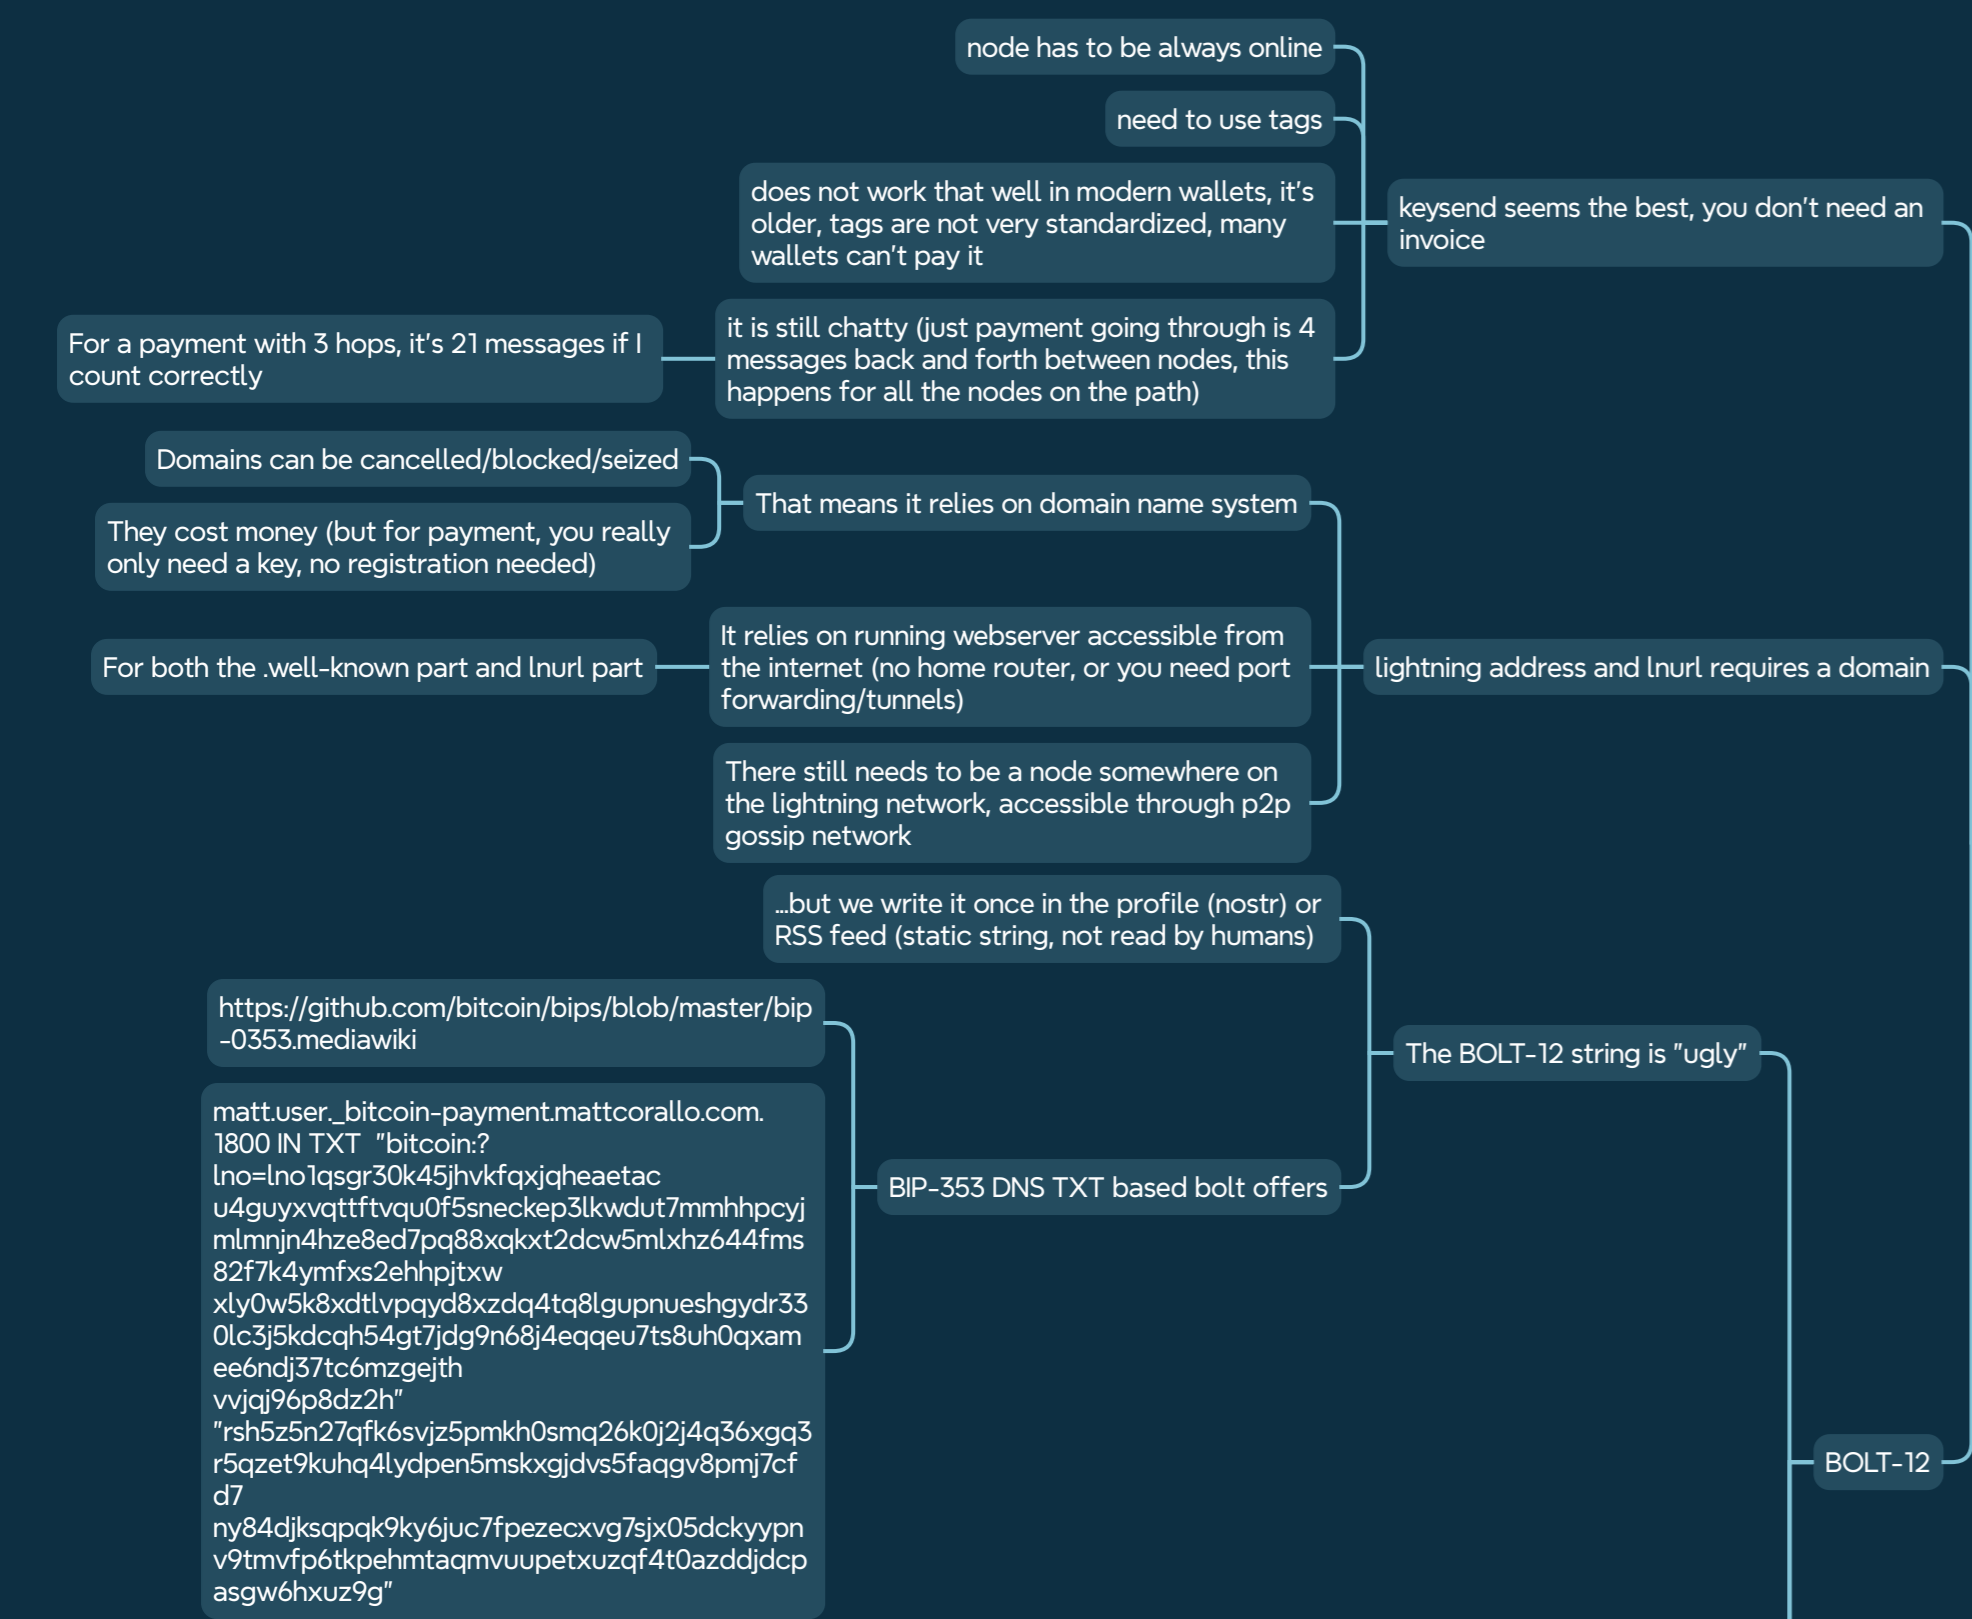 node has to be always online
need to use tags
does not work that well in modern wallets, it's
older, tags are not very standardized, many
wallets can't pay it
keysend seems the best, you don't need an
invoice
For a payment with 3 hops, it's 21 messages if I
count correctly
it is still chatty (just payment going through is 4
messages back and forth between nodes, this
happens for all the nodes on the path)
Domains can be cancelled/blocked/seized
They cost money (but for payment, you really
only need a key, no registration needed)
That means it relies on domain name system
For both the .well-known part and lnurl part
It relies on running webserver accessible from
the internet (no home router, or you need port
forwarding/tunnels)
lightning address and lnurl requires a domain
There still needs to be a node somewhere on
the lightning network, accessible through p2p
gossip network
...but we write it once in the profile (nostr) or
RSS feed (static string, not read by humans)
https://github.com/bitcoin/bips/blob/master/bip
-0353.mediawiki
The BOLT-12 string is "ugly"
matt.user._bitcoin-payment.mattcorallo.com.
1800 IN TXT  "bitcoin:?
lno=lno1qsgr30k45jhvkfqxjqheaetac
u4guyxvqttftvqu0f5sneckep3lkwdut7mmhhpcyj
mlmnjn4hze8ed7pq88xqkxt2dcw5mlxhz644fms
82f7k4ymfxs2ehhpjtxw
xly0w5k8xdtlvpqyd8xzdq4tq8lgupnueshgydr33
0lc3j5kdcqh54gt7jdg9n68j4eqqeu7ts8uh0qxam
ee6ndj37tc6mzgejth
vvjqj96p8dz2h"
"rsh5z5n27qfk6svjz5pmkh0smq26k0j2j4q36xgq3
r5qzet9kuhq4lydpen5mskxgjdvs5faqgv8pmj7cf
d7
ny84djksqpqk9ky6juc7fpezecxvg7sjx05dckyypn
v9tmvfp6tkpehmtaqmvuupetxuzqf4t0azddjdcp
asgw6hxuz9g"
BIP-353 DNS TXT based bolt offers
BOLT-12